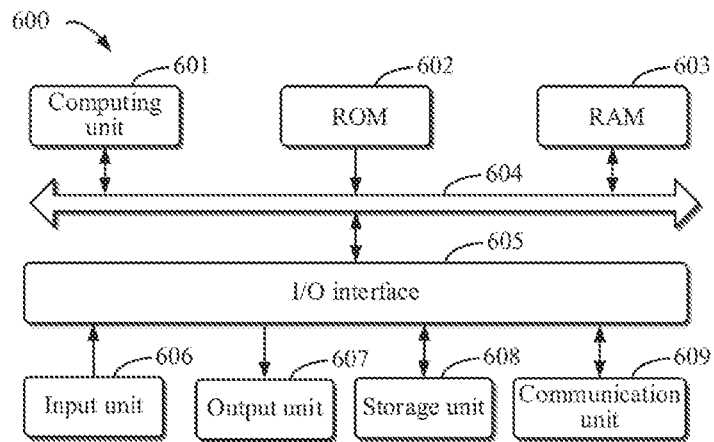 600
601
602
603
Computing
unit
ROM
RAM
604
605
I/O interface
606
607
608
609
Input unit
Output unit
Storage unit
Communication
unit